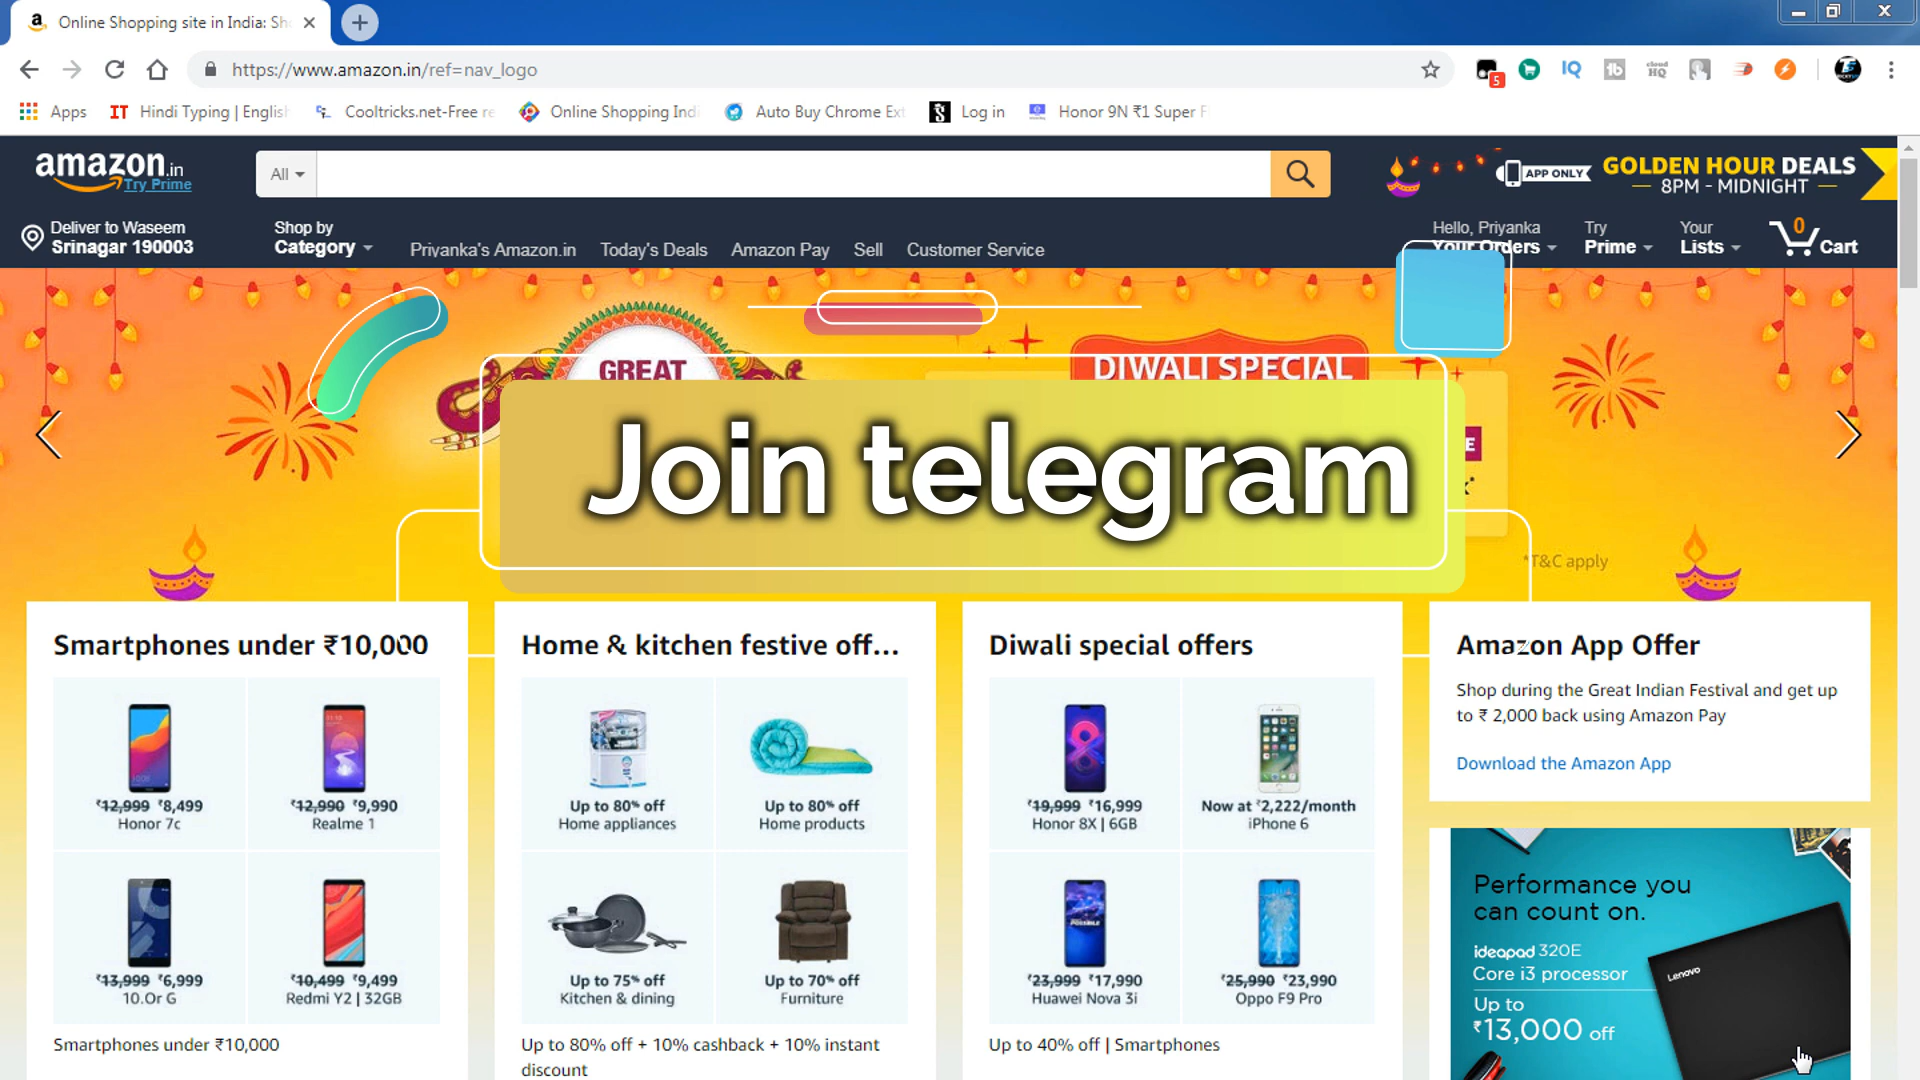 Online Shopping site in India: Sh
https://www.amazon.in/ref=nav_logo
5
Apps
IT Hindi Typing | English
Cooltricks.net-Free re
Online Shopping Indi
Auto Buy Chrome Ext
Log in
Honor 9N ₹1 Super F
amazon.in
Try Prime
All
APP ONLY
GOLDEN HOUR DEALS
8PM - MIDNIGHT
Deliver to Waseem
Srinagar 190003
Shop by
Category
Priyanka's Amazon.in
Today's Deals
Amazon Pay
Sell
Customer Service
Hello, Priyanka
Your Orders
Try
Prime
Your
Lists
0
Cart
GREAT
DIWALI SPECIAL
Join telegram
*T&C apply
Smartphones under ₹10,000
₹12,999 ₹8,499
Honor 7c
₹12,990 ₹9,990
Realme 1
₹13,999 ₹6,999
10.Or G
₹10,499 ₹9,499
Redmi Y2 | 32GB
Smartphones under ₹10,000
Home & kitchen festive off...
Up to 80% off
Home appliances
Up to 80% off
Home products
Up to 75% off
Kitchen & dining
Up to 70% off
Furniture
Up to 80% off + 10% cashback + 10% instant
discount
Diwali special offers
₹19,999 ₹16,999
Honor 8X | 6GB
Now at ₹2,222/month
iPhone 6
₹23,999 ₹17,990
Huawei Nova 3i
₹25,990 ₹23,990
Oppo F9 Pro
Up to 40% off | Smartphones
Amazon App Offer
Shop during the Great Indian Festival and get up
to ₹ 2,000 back using Amazon Pay
Download the Amazon App
Performance you
can count on.
ideapad 320E
Core i3 processor
Up to
₹13,000 off
Lenovo